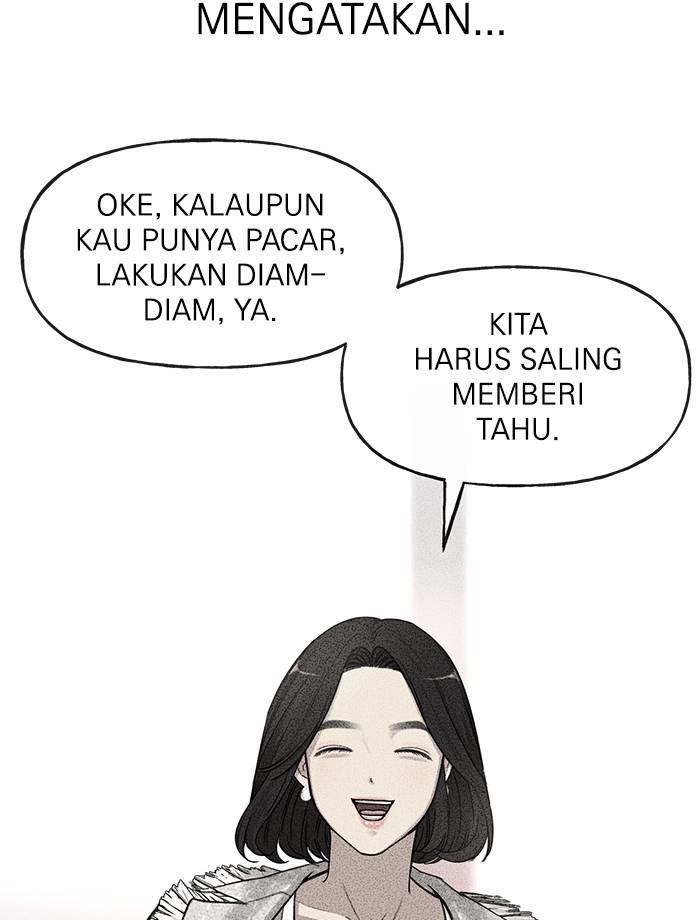 MENGATAKAN...
OKE, KALAUPUN
KAU PUNYA PACAR,
LAKUKAN DIAM-
DIAM, YA.
KITA
HARUS SALING
MEMBERI
TAHU.